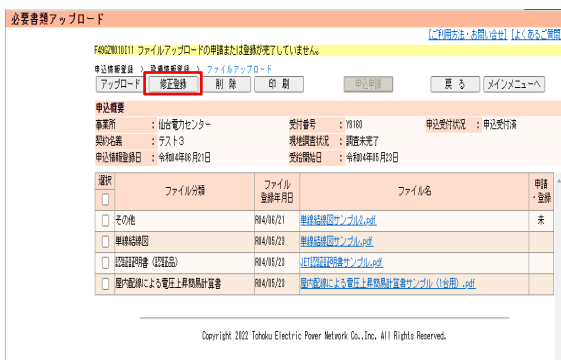 必要書類アップロード
[ご利用方法・お問い合せ] [よくあるご質問
F48GZW010I11 ファイルアップロードの申請または登録が完了していません。
申込情報登録 > 設備情報登録 > ファイルアップロード
アップロード 修正登録 削 除 印 刷 申込申請 戻 る メインメニューへ
申込概要
事業所 : 仙台電力センター 受付番号 : Y8160 申込受付状況 : 申込受付済
契約名義 : テスト3 現地調査状況 : 調査未完了
申込情報登録日 : 令和04年06月21日 受給開始日 : 令和04年05月28日
選択 ファイル分類 ファイル登録年月日 ファイル名 申請・登録
その他 R04/06/21 単線結線図サンプル2.pdf 未
単線結線図 R04/05/23 単線結線図サンプル.pdf
認証証明書(認証品) R04/05/23 JET認証証明書サンプル.pdf
屋内配線による電圧上昇簡易計算書 R04/05/23 屋内配線による電圧上昇簡易計算書サンプル(1台用).pdf
Copyright 2022 Tohoku Electric Power Network Co.,Inc. All Rights Reserved.